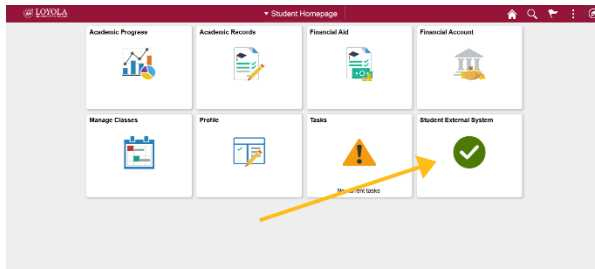 LOYOLA
Student Homepage
Academic Progress
Academic Records
Financial Aid
Financial Account
Manage Classes
Profile
Tasks
Student External System
tasks